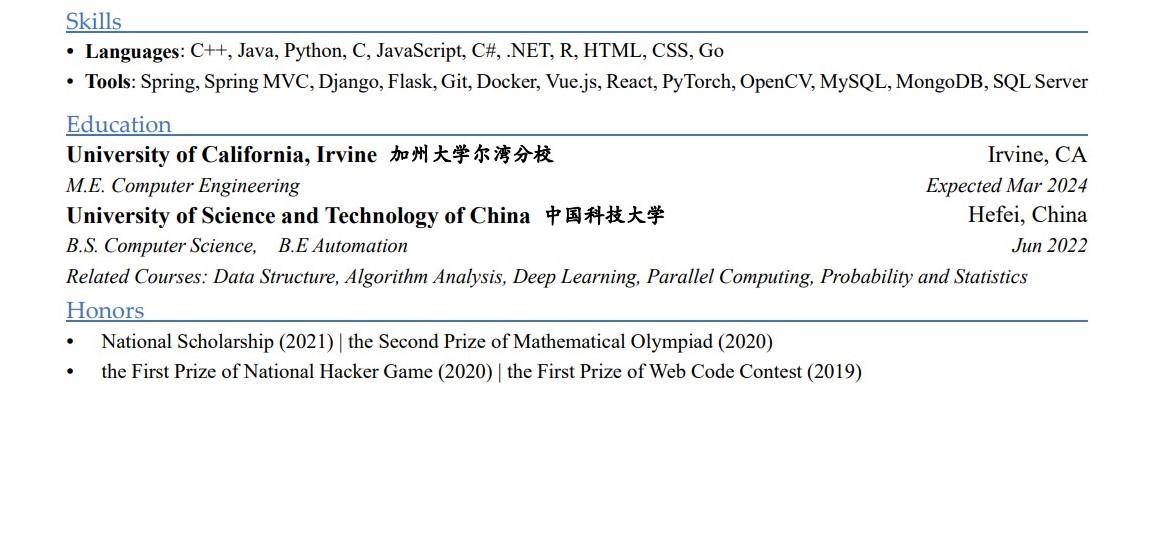 Skills
• Languages: C++, Java, Python, C, JavaScript, C#, .NET, R, HTML, CSS, Go
• Tools: Spring, Spring MVC, Django, Flask, Git, Docker, Vue.js, React, PyTorch, OpenCV, MySQL, MongoDB, SQL Server
Education
University of California, Irvine 加州大学尔湾分校 Irvine, CA
M.E. Computer Engineering Expected Mar 2024
University of Science and Technology of China 中国科技大学 Hefei, China
B.S. Computer Science, B.E Automation Jun 2022
Related Courses: Data Structure, Algorithm Analysis, Deep Learning, Parallel Computing, Probability and Statistics
Honors
• National Scholarship (2021) | the Second Prize of Mathematical Olympiad (2020)
• the First Prize of National Hacker Game (2020) | the First Prize of Web Code Contest (2019)